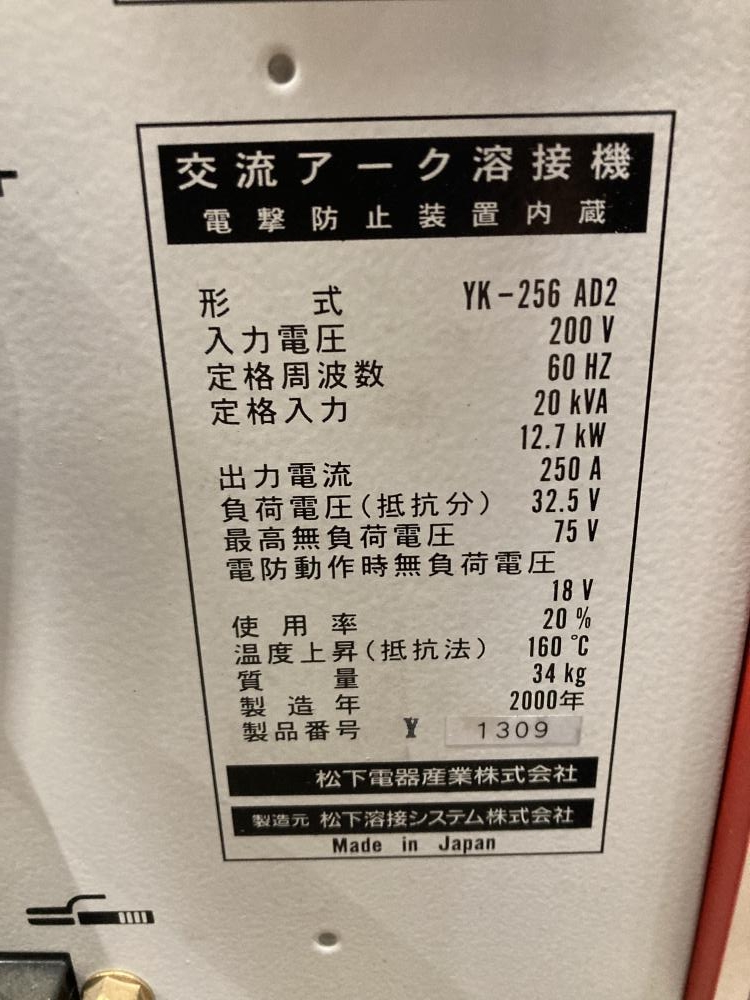 交流アーク溶接機
電撃防止装置内蔵
形式 YK-256 AD2
入力電圧 200 V
定格周波数 60 HZ
定格入力 20 kVA
12.7 kW
出力電流 250 A
負荷電圧(抵抗分) 32.5 V
最高無負荷電圧 75 V
電防動作時無負荷電圧
18 V
使用率 20 %
温度上昇(抵抗法) 160 ℃
質量 34 kg
製造年 2000年
製品番号 Y 1309
松下電器産業株式会社
製造元 松下溶接システム株式会社
Made in Japan